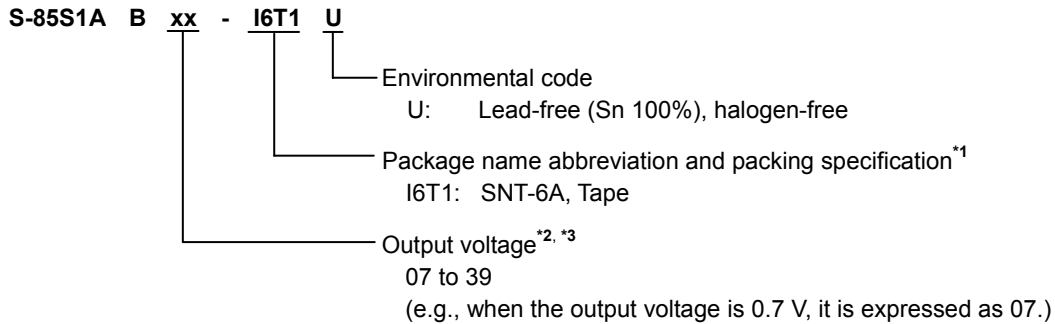 S-85S1A B xx - I6T1 U
Environmental code
U: Lead-free (Sn 100%), halogen-free
Package name abbreviation and packing specification*1
I6T1: SNT-6A, Tape
Output voltage*2, *3
07 to 39
(e.g., when the output voltage is 0.7 V, it is expressed as 07.)